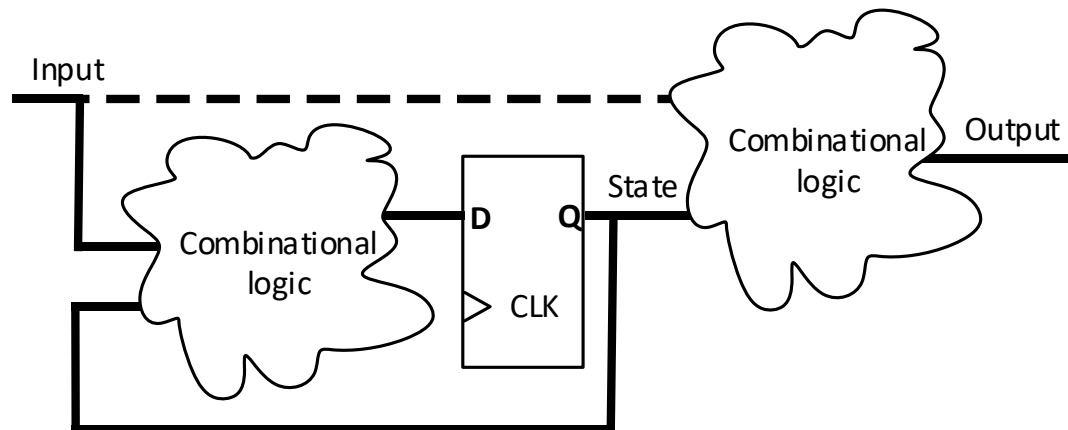 Input
Combinational
logic
D
Q
CLK
State
Combinational
logic
Output